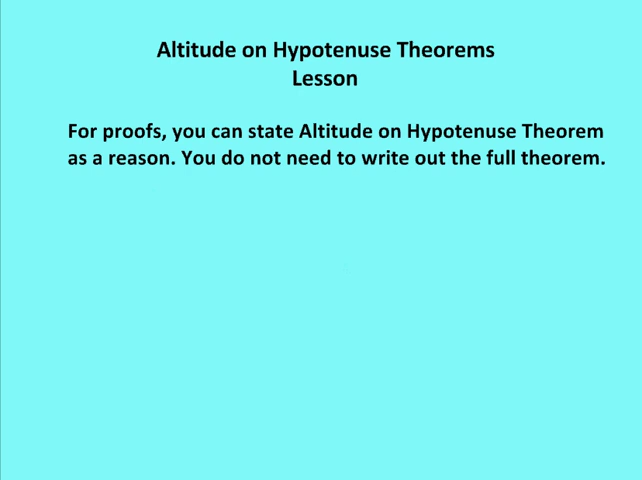 Altitude on Hypotenuse Theorems
Lesson
For proofs, you can state Altitude on Hypotenuse Theorem
as a reason. You do not need to write out the full theorem.